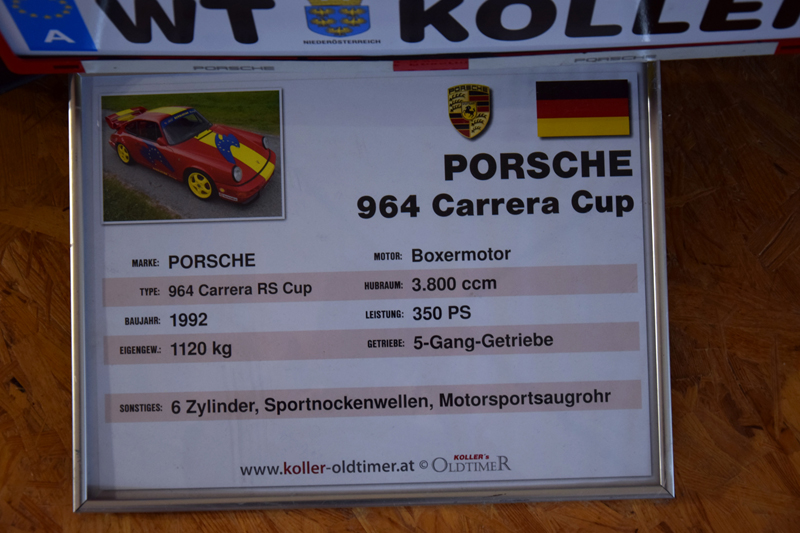 A WT KOLLER
NIEDERÖSTERREICH
PORSCHE PORSCHE
PORSCHE
PORSCHE
964 Carrera Cup
MARKE: PORSCHE MOTOR: Boxermotor
TYPE: 964 Carrera RS Cup HUBRAUM: 3.800 ccm
BAUJAHR: 1992 LEISTUNG: 350 PS
EIGENGEW.: 1120 kg GETRIEBE: 5-Gang-Getriebe
SONSTIGES: 6 Zylinder, Sportnockenwellen, Motorsportsaugrohr
www.koller-oldtimer.at © KOLLER's OLDTIMER